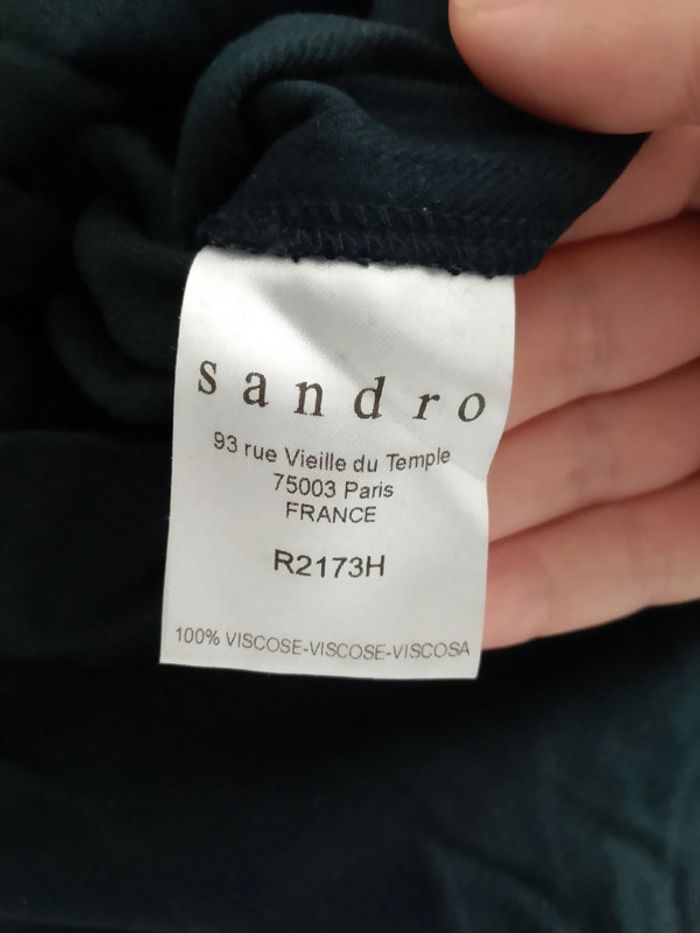 sandro
93 rue Vieille du Temple
75003 Paris
FRANCE
R2173H
100% VISCOSE-VISCOSE-VISCOSA